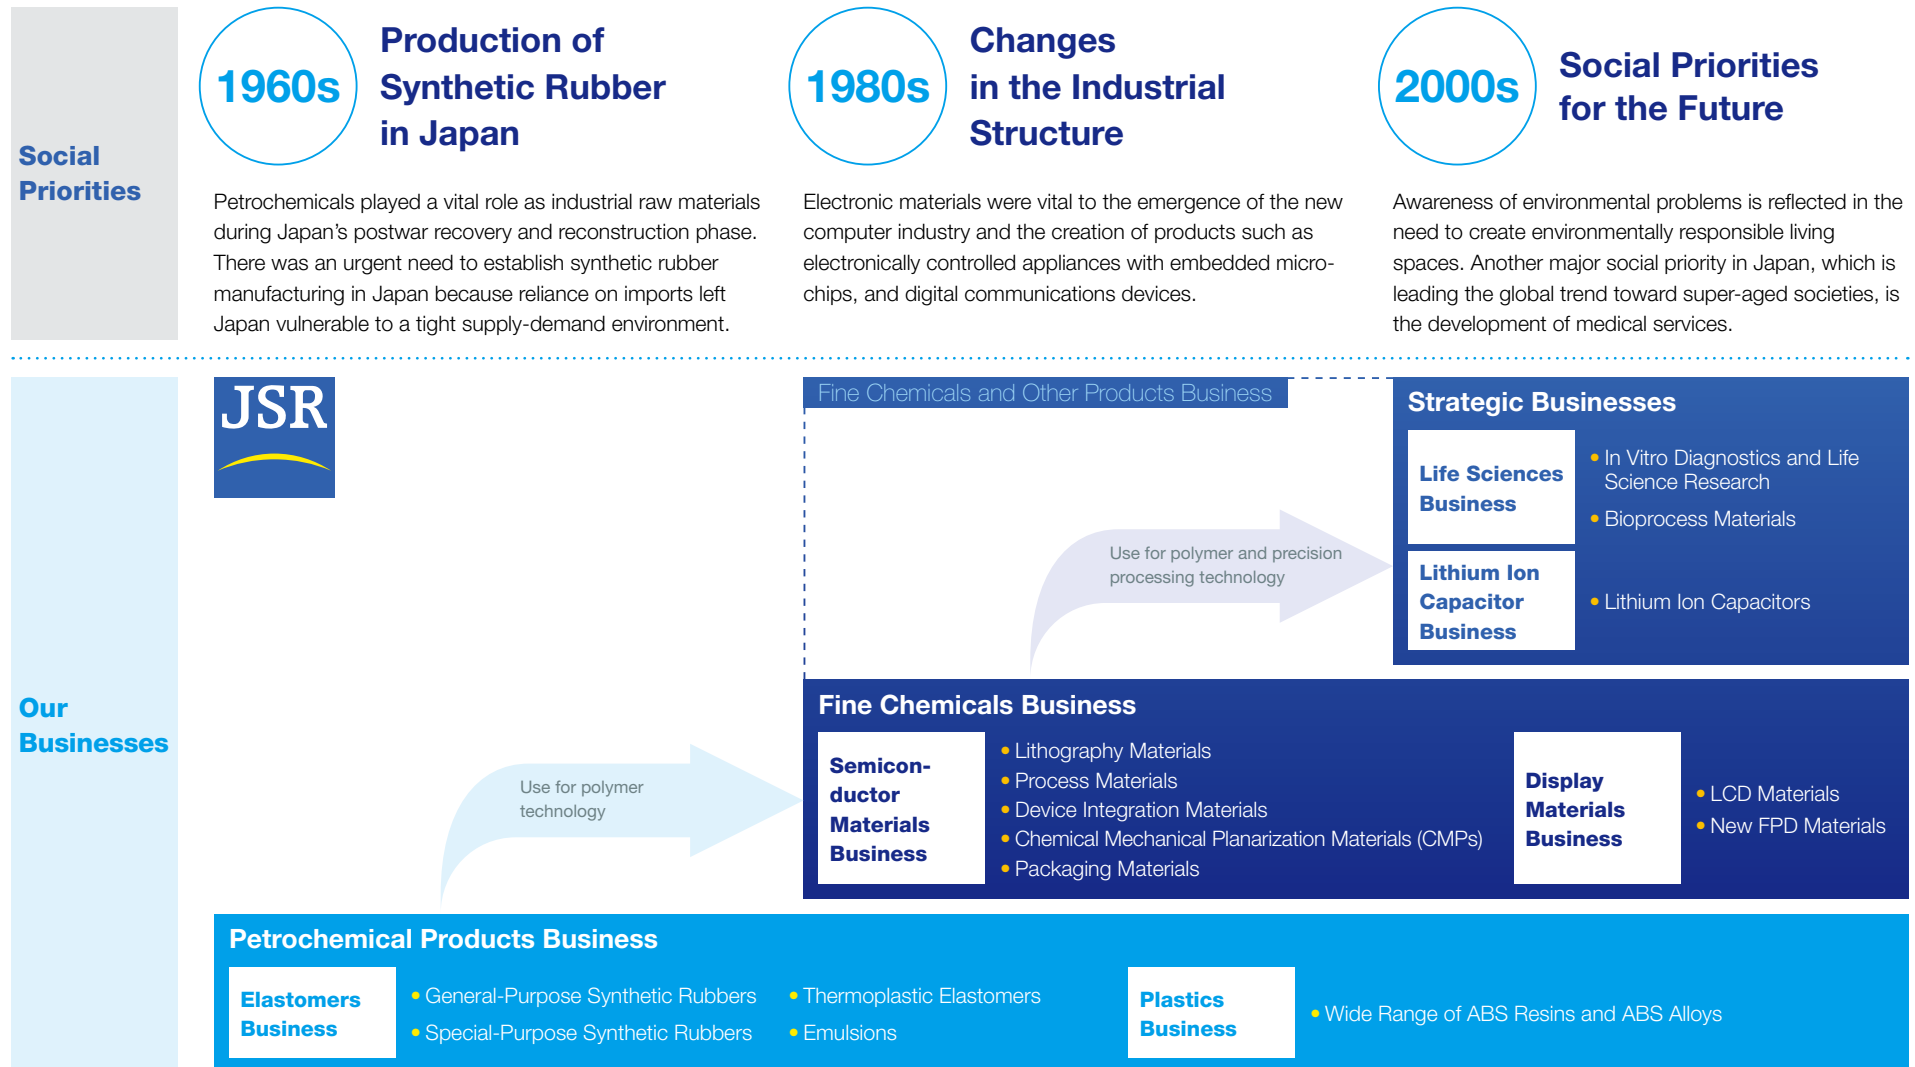 Social
Priorities
1960s
Production of
Synthetic Rubber
in Japan
Petrochemicals played a vital role as industrial raw materials
during Japan’s postwar recovery and reconstruction phase.
There was an urgent need to establish synthetic rubber
manufacturing in Japan because reliance on imports left
Japan vulnerable to a tight supply-demand environment.
1980s
Changes
in the Industrial
Structure
Electronic materials were vital to the emergence of the new
computer industry and the creation of products such as
electronically controlled appliances with embedded micro-
chips, and digital communications devices.
2000s
Social Priorities
for the Future
Awareness of environmental problems is reflected in the
need to create environmentally responsible living
spaces. Another major social priority in Japan, which is
leading the global trend toward super-aged societies, is
the development of medical services.
Our
Businesses
JSR
Fine Chemicals and Other Products Business
Strategic Businesses
Life Sciences
Business
• In Vitro Diagnostics and Life
Science Research
• Bioprocess Materials
Lithium Ion
Capacitor
Business
• Lithium Ion Capacitors
Use for polymer and precision
processing technology
Fine Chemicals Business
Semicon-
ductor
Materials
Business
• Lithography Materials
• Process Materials
• Device Integration Materials
• Chemical Mechanical Planarization Materials (CMPs)
• Packaging Materials
Display
Materials
Business
• LCD Materials
• New FPD Materials
Use for polymer
technology
Petrochemical Products Business
Elastomers
Business
• General-Purpose Synthetic Rubbers
• Special-Purpose Synthetic Rubbers
• Thermoplastic Elastomers
• Emulsions
Plastics
Business
• Wide Range of ABS Resins and ABS Alloys